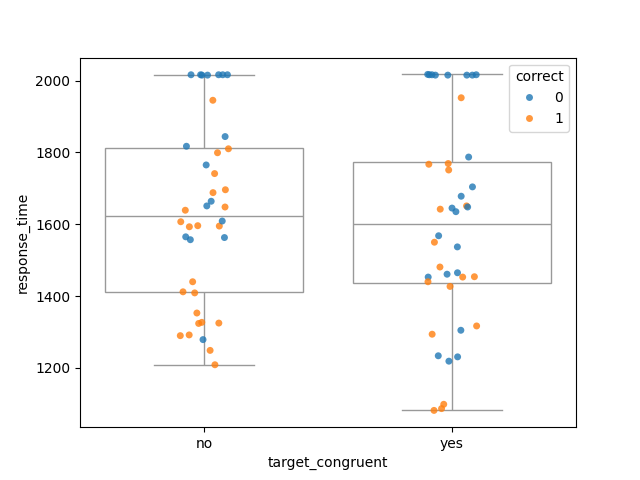 correct
0
1
2000
1800
1600
1400
1200
response_time
no
yes
target_congruent